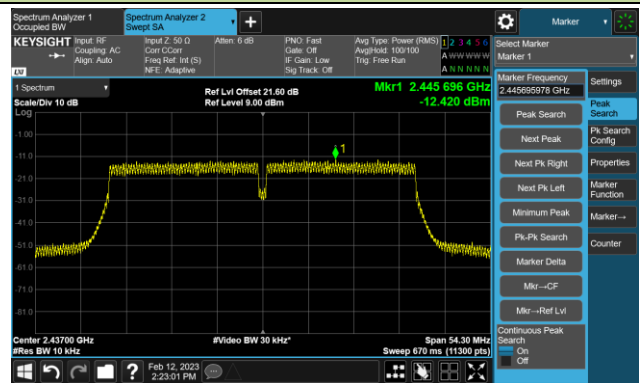 Spectrum Analyzer 1
Occupied BW
Spectrum Analyzer 2
Swept SA
Marker
KEYSIGHT
Input: RF
Coupling: AC
Align: Auto
Input Z: 50 Ω
Corr CCorr
Freq Ref: Int (S)
NFE: Adaptive
Atten: 6 dB
PNO: Fast
Gate: Off
IF Gain: Low
Sig Track: Off
Avg Type: Power (RMS)
Avg|Hold: 100/100
Trig: Free Run
1 2 3 4 5 6
A W W W W W
A N N N N N
LXI
1 Spectrum
Scale/Div 10 dB
Log
Ref Lvl Offset 21.60 dB
Ref Level 9.00 dBm
Mkr1 2.445 696 GHz
-12.420 dBm
-1.00
-11.0
-21.0
-31.0
-41.0
-51.0
-61.0
-71.0
-81.0
1
Center 2.43700 GHz
#Res BW 10 kHz
#Video BW 30 kHz*
Span 54.30 MHz
Sweep 670 ms (11300 pts)
Select Marker
Marker 1
Marker Frequency
2.445695978 GHz
Peak Search
Next Peak
Next Pk Right
Next Pk Left
Minimum Peak
Pk-Pk Search
Marker Delta
Mkr→CF
Mkr→Ref Lvl
Continuous Peak
Search
On
Off
Settings
Peak
Search
Pk Search
Config
Properties
Marker
Function
Marker→
Counter
Feb 12, 2023
2:23:01 PM